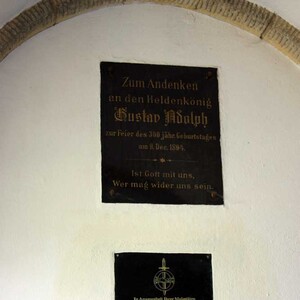 Zum Andenken
an den Heldenkönig
Gustav Adolph
zur Feier des 300 jähr. Geburtstages
am 9. Dez. 1894.
Ist Gott mit uns,
Wer mag wider uns sein.